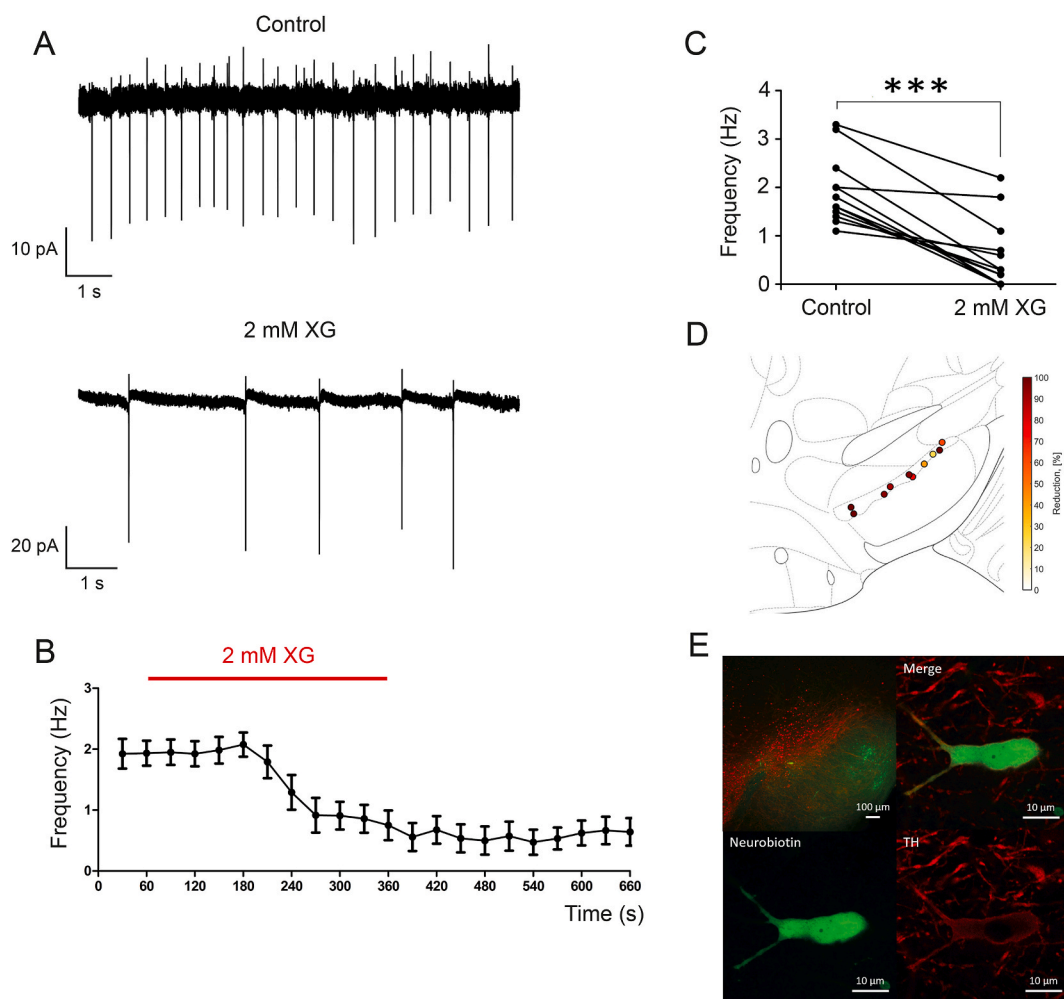 A
Control
10 pA
1 s
2 mM XG
20 pA
1 s
B
2 mM XG
Frequency (Hz)
3
2
1
0
0 60 120 180 240 300 360 420 480 540 600 660
Time (s)
C
***
Frequency (Hz)
4
3
2
1
0
Control 2 mM XG
D
100
90
80
70
60
50
40
30
20
10
0
Reduction, [%]
E
100 µm
Merge
10 µm
Neurobiotin
10 µm
TH
10 µm